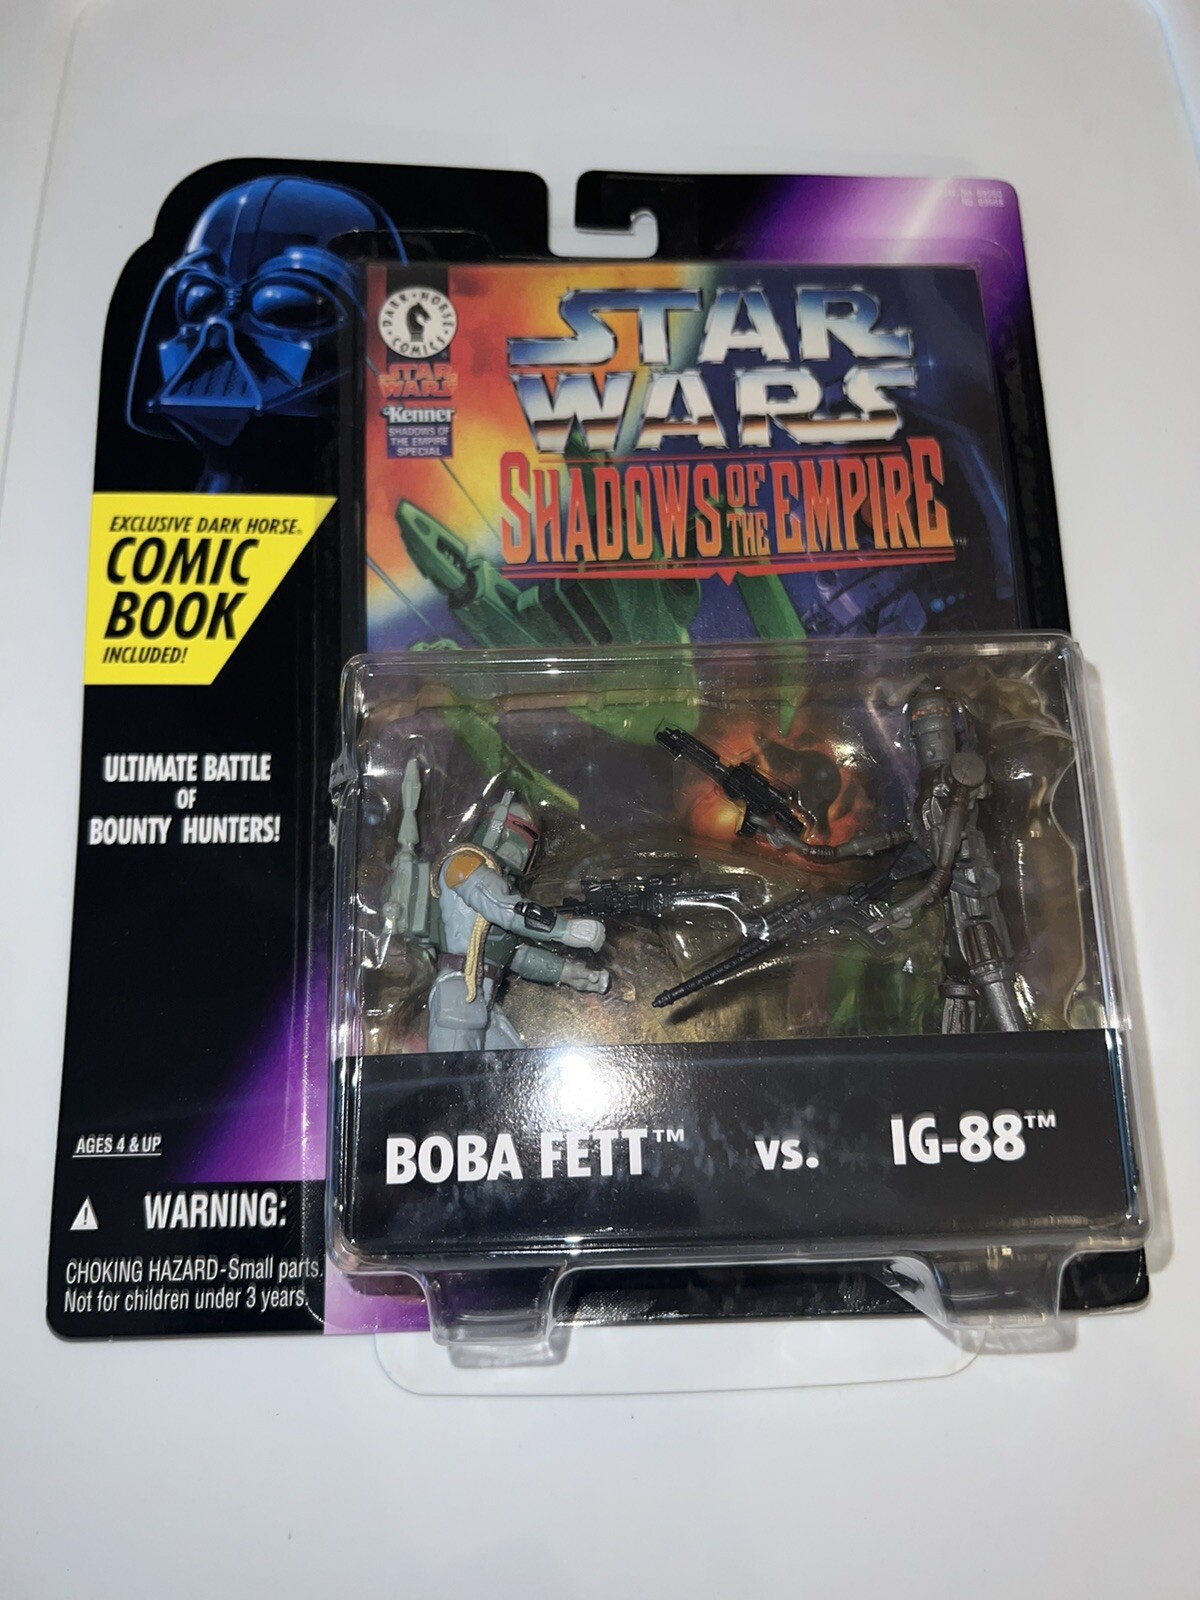 DARK HORSE COMICS
STAR
WARS
Kenner
SHADOWS OF
THE EMPIRE
SPECIAL
STAR
WARS
SHADOWS OF THE EMPIRE
EXCLUSIVE DARK HORSE®
COMIC
BOOK
INCLUDED!
ULTIMATE BATTLE
OF
BOUNTY HUNTERS!
BOBA FETT™ vs. IG-88™
AGES 4 & UP
WARNING:
CHOKING HAZARD-Small parts.
Not for children under 3 years.